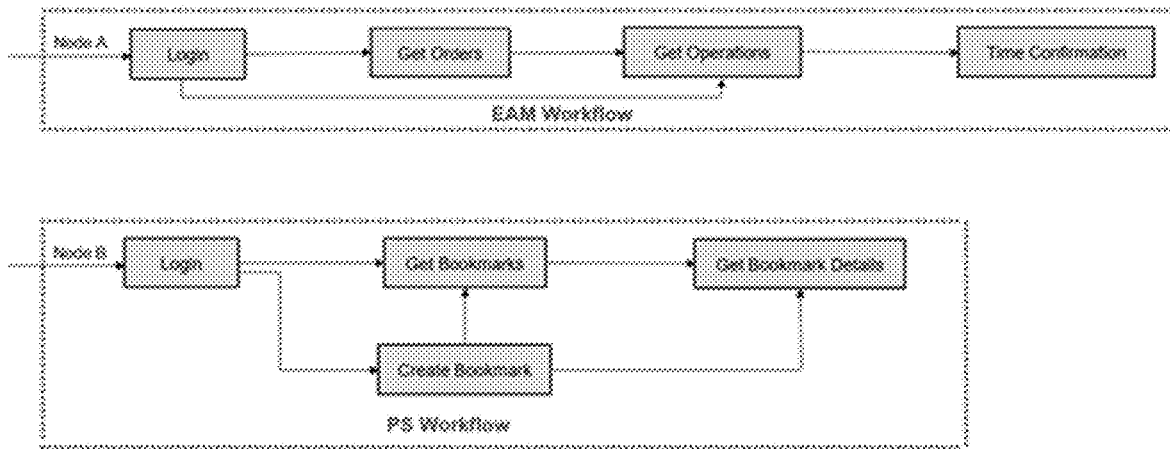 Node A
Login
Get Orders
Get Operations
Time Confirmation
EAM Workflow
Node B
Login
Get Bookmarks
Get Bookmark Details
Create Bookmark
PS Workflow